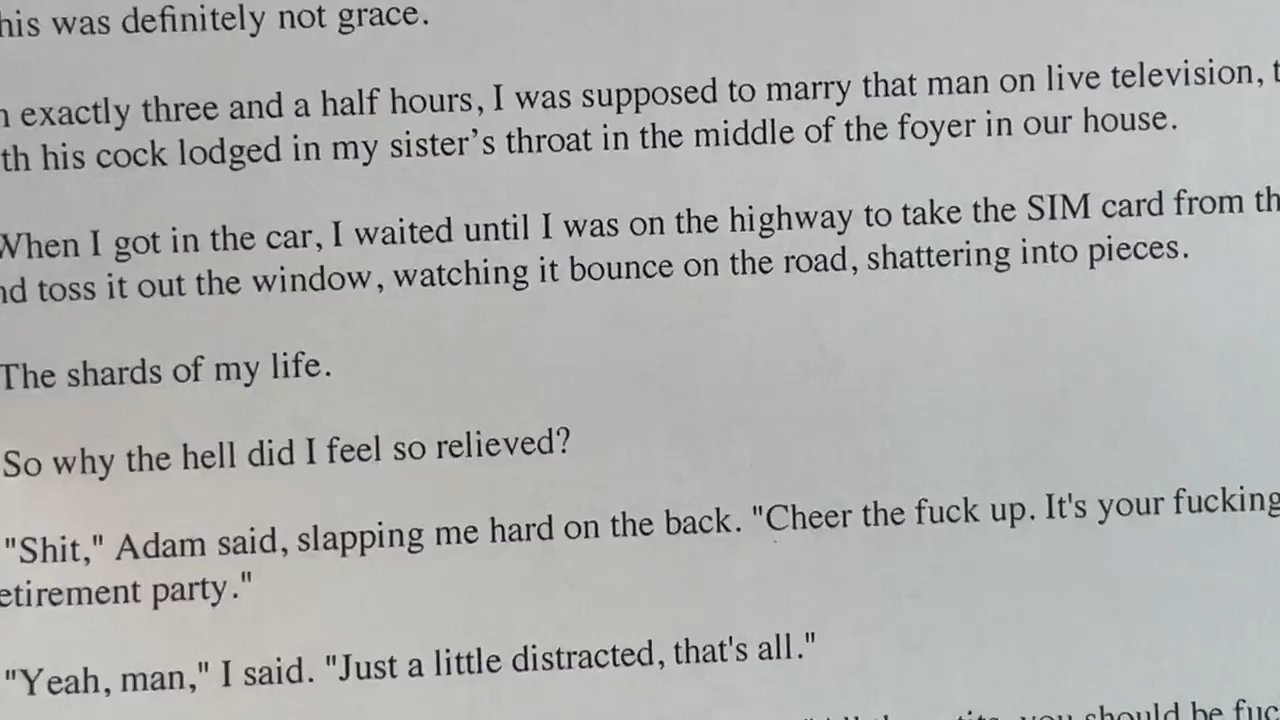 his was definitely not grace.
n exactly three and a half hours, I was supposed to marry that man on live television, t
th his cock lodged in my sister’s throat in the middle of the foyer in our house.
When I got in the car, I waited until I was on the highway to take the SIM card from th
nd toss it out the window, watching it bounce on the road, shattering into pieces.
The shards of my life.
So why the hell did I feel so relieved?
"Shit," Adam said, slapping me hard on the back. "Cheer the fuck up. It's your fucking
etirement party."
"Yeah, man," I said. "Just a little distracted, that's all."
you should be fuc